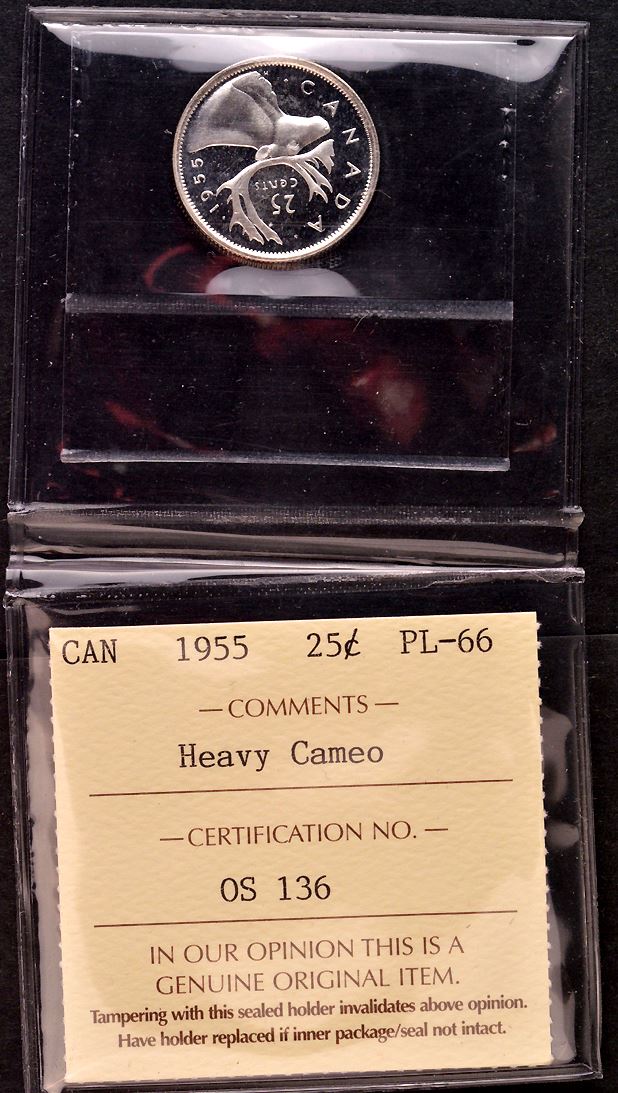 CANADA
1955
25
CENTS
CAN 1955 25¢ PL-66
— COMMENTS —
Heavy Cameo
— CERTIFICATION NO. —
OS 136
IN OUR OPINION THIS IS A
GENUINE ORIGINAL ITEM.
Tampering with this sealed holder invalidates above opinion.
Have holder replaced if inner package/seal not intact.